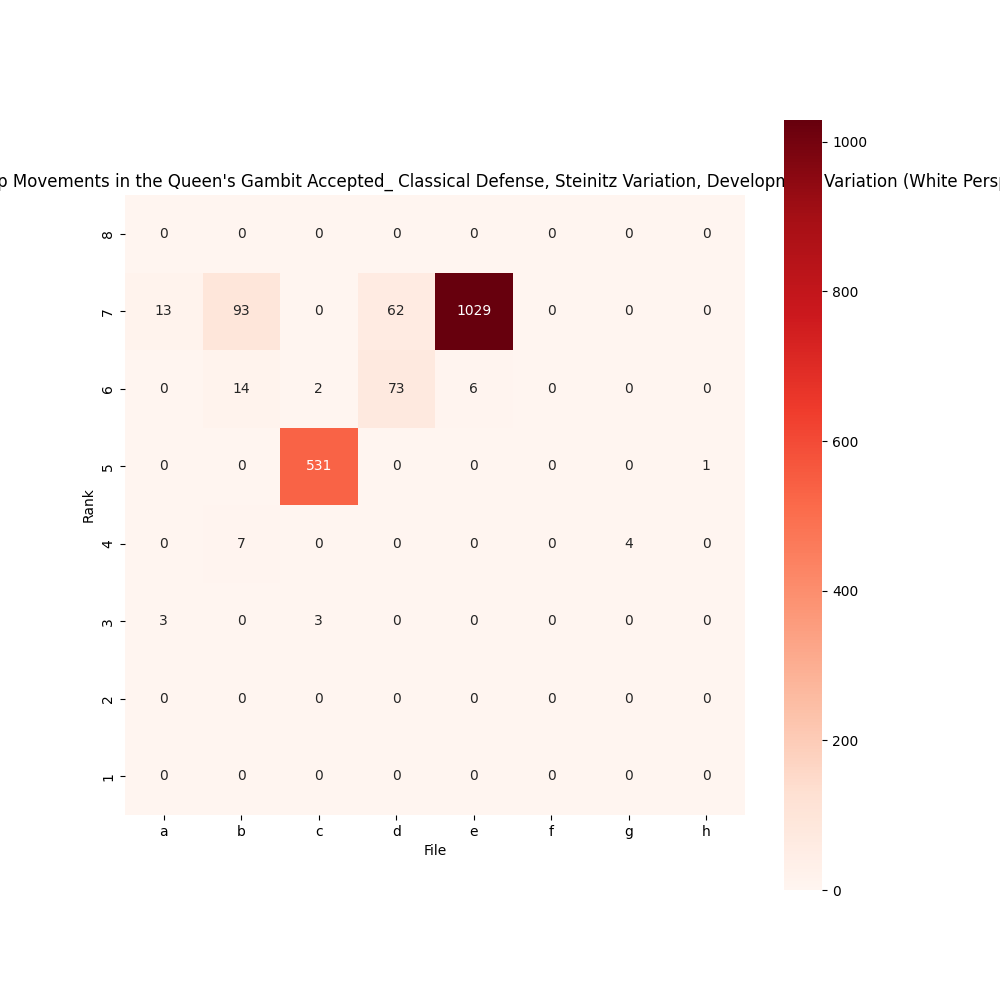 p Movements in the Queen's Gambit Accepted_ Classical Defense, Steinitz Variation, Developm Variation (White Persp
8 0 0 0 0 0 0 0 0
7 13 93 0 62 1029 0 0 0
6 0 14 2 73 6 0 0 0
5 0 0 531 0 0 0 0 1
4 0 7 0 0 0 0 4 0
3 3 0 3 0 0 0 0 0
2 0 0 0 0 0 0 0 0
1 0 0 0 0 0 0 0 0
a b c d e f g h
File
Rank
1000
800
600
400
200
0